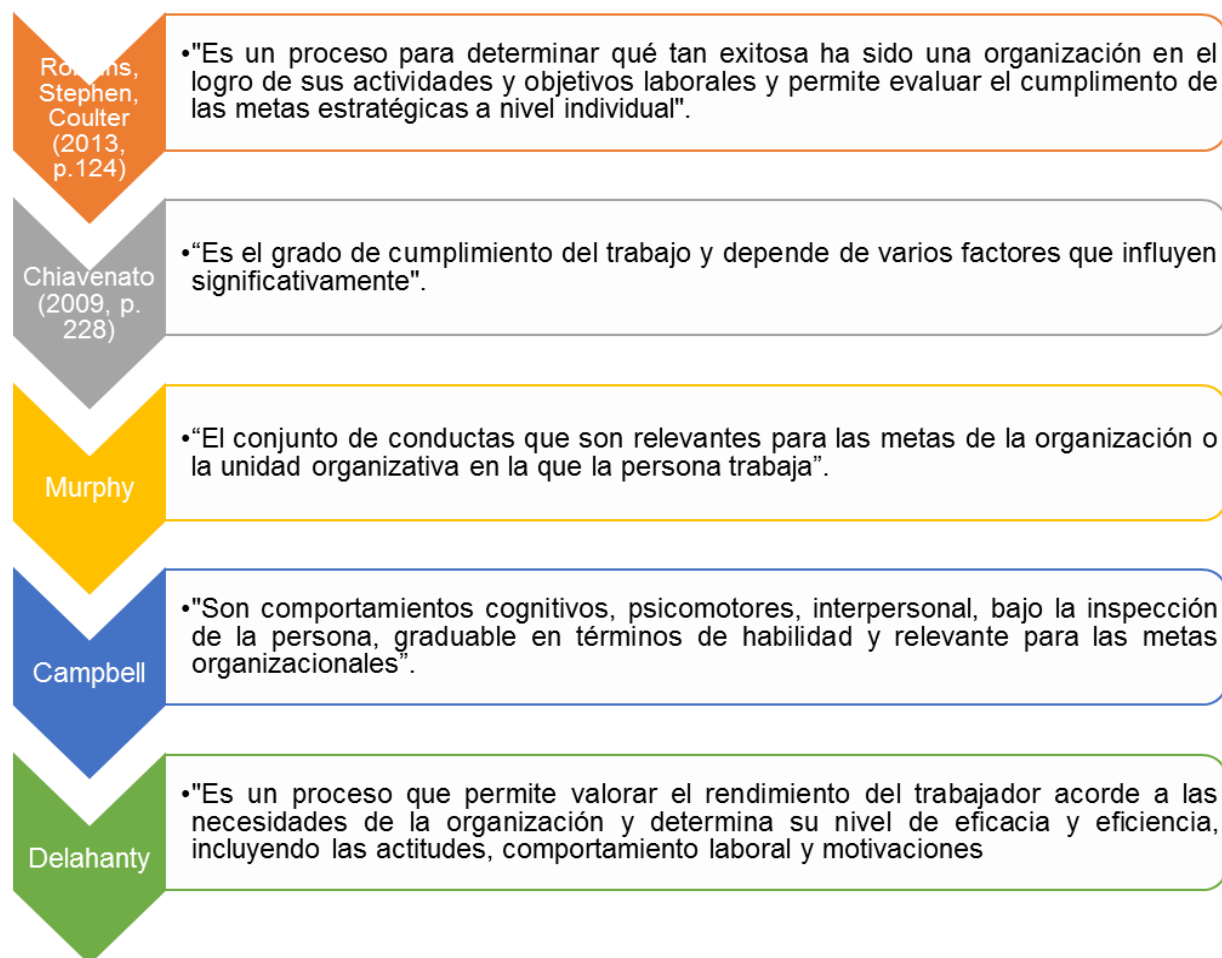 Stephen,
Coulter
(2013,
p.124)
•"Es un proceso para determinar qué tan exitosa ha sido una organización en el
logro de sus actividades y objetivos laborales y permite evaluar el cumplimento de
las metas estratégicas a nivel individual".
Chiavenato
(2009, p.
228)
•“Es el grado de cumplimiento del trabajo y depende de varios factores que influyen
significativamente".
Murphy
•“El conjunto de conductas que son relevantes para las metas de la organización o
la unidad organizativa en la que la persona trabaja”.
Campbell
•"Son comportamientos cognitivos, psicomotores, interpersonal, bajo la inspección
de la persona, graduable en términos de habilidad y relevante para las metas
organizacionales”.
Delahanty
•"Es un proceso que permite valorar el rendimiento del trabajador acorde a las
necesidades de la organización y determina su nivel de eficacia y eficiencia,
incluyendo las actitudes, comportamiento laboral y motivaciones